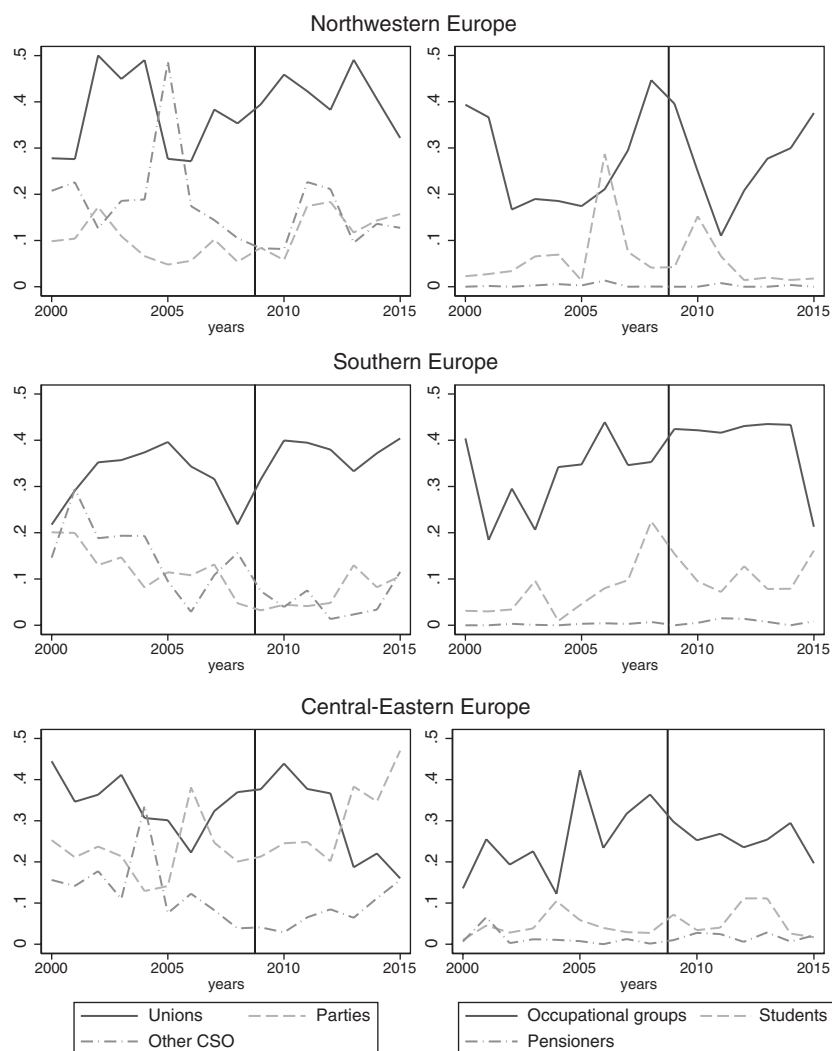 Northwestern Europe
.5
.4
.3
.2
.1
0
2000 2005 2010 2015
years
.5
.4
.3
.2
.1
0
2000 2005 2010 2015
years
Southern Europe
.5
.4
.3
.2
.1
0
2000 2005 2010 2015
years
.5
.4
.3
.2
.1
0
2000 2005 2010 2015
years
Central-Eastern Europe
.5
.4
.3
.2
.1
0
2000 2005 2010 2015
years
.5
.4
.3
.2
.1
0
2000 2005 2010 2015
years
Unions Parties
Other CSO
Occupational groups Students
Pensioners